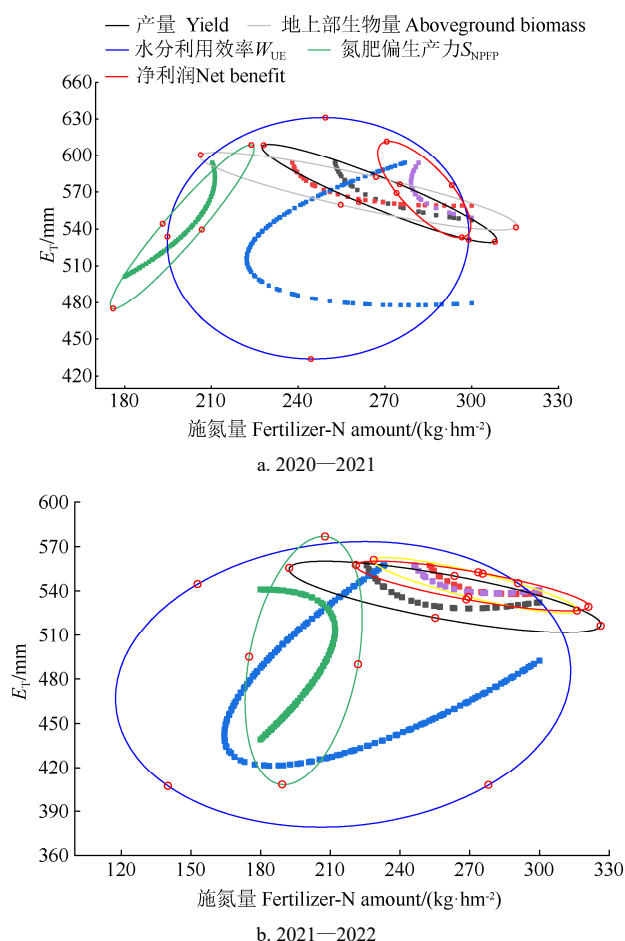 产量 Yield 地上部生物量 Aboveground biomass
水分利用效率W_UE 氮肥偏生产力S_NPFP
净利润Net benefit
660
630
600
570
540
510
480
450
420
E_T/mm
180 210 240 270 300 330
施氮量 Fertilizer-N amount/(kg·hm⁻²)
a. 2020—2021
600
570
540
510
480
450
420
390
360
E_T/mm
120 150 180 210 240 270 300 330
施氮量 Fertilizer-N amount/(kg·hm⁻²)
b. 2021—2022